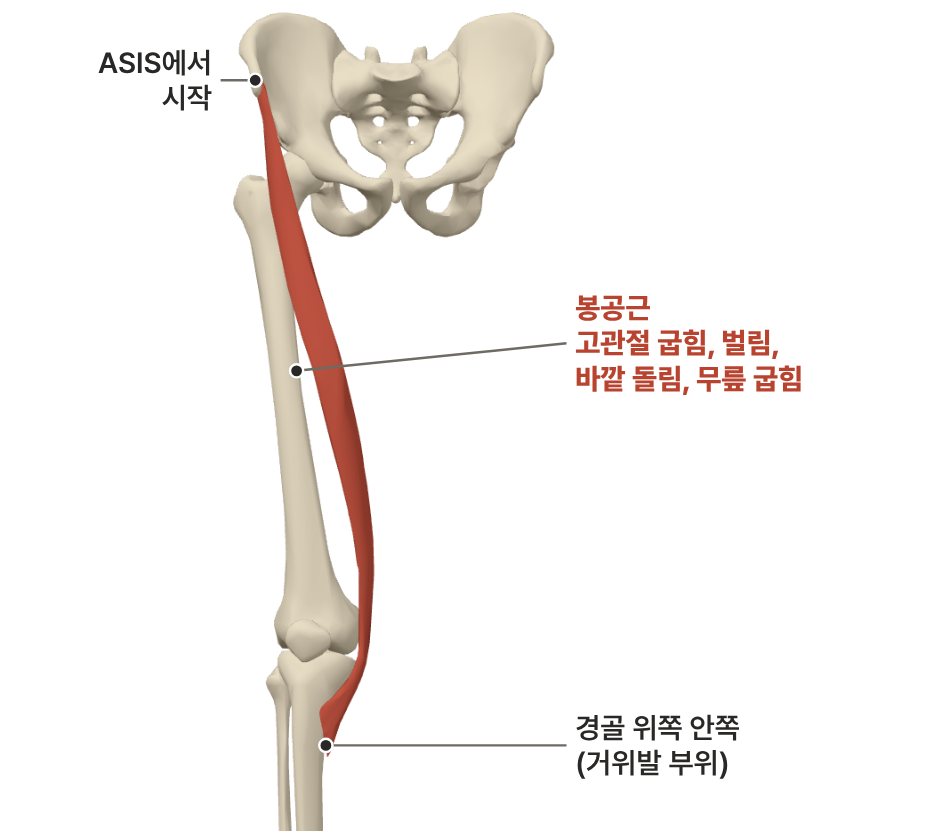 ASIS에서
시작
봉공근
고관절 굽힘, 벌림,
바깥 돌림, 무릎 굽힘
경골 위쪽 안쪽
(거위발 부위)